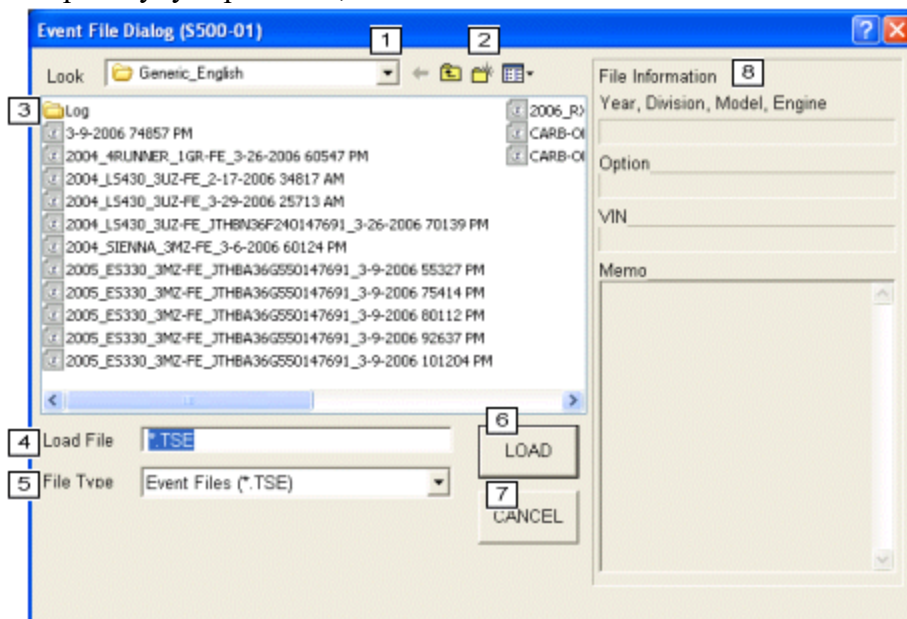 Event File Dialog (S500-01)
1
2
Look
Generic_English
8
File Information
3
Log
3-9-2006 74857 PM
2004_4RUNNER_1GR-FE_3-26-2006 60547 PM
2004_LS430_3UZ-FE_2-17-2006 34817 AM
2004_LS430_3UZ-FE_3-29-2006 25713 AM
2004_LS430_3UZ-FE_JTHBN36F240147691_3-26-2006 70139 PM
2004_SIENNA_3MZ-FE_3-6-2006 60124 PM
2005_ES330_3MZ-FE_JTHBA36G550147691_3-9-2006 55327 PM
2005_ES330_3MZ-FE_JTHBA36G550147691_3-9-2006 75414 PM
2005_ES330_3MZ-FE_JTHBA36G550147691_3-9-2006 80112 PM
2005_ES330_3MZ-FE_JTHBA36G550147691_3-9-2006 92637 PM
2005_ES330_3MZ-FE_JTHBA36G550147691_3-9-2006 101204 PM
2006_RX
CARB-OB
CARB-OB
Year, Division, Model, Engine
Option
VIN
Memo
4
Load File
*.TSE
5
File Type
Event Files (*.TSE)
6
LOAD
7
CANCEL